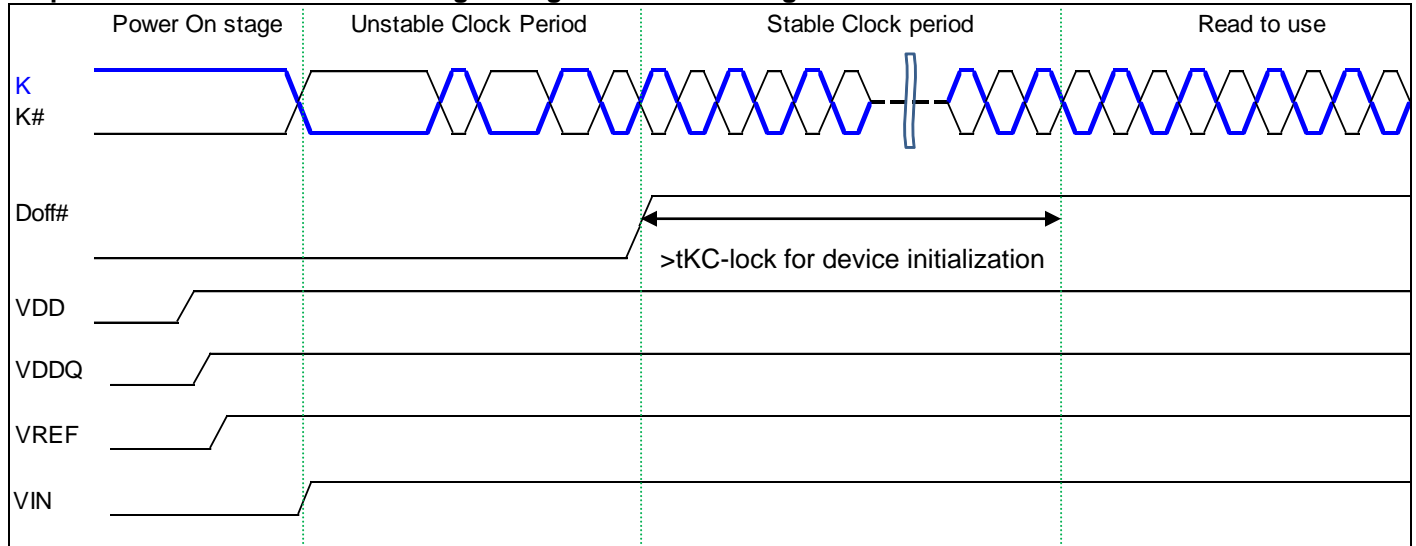 Power On stage Unstable Clock Period Stable Clock period Read to use
K
K#
Doff#
>tKC-lock for device initialization
VDD
VDDQ
VREF
VIN